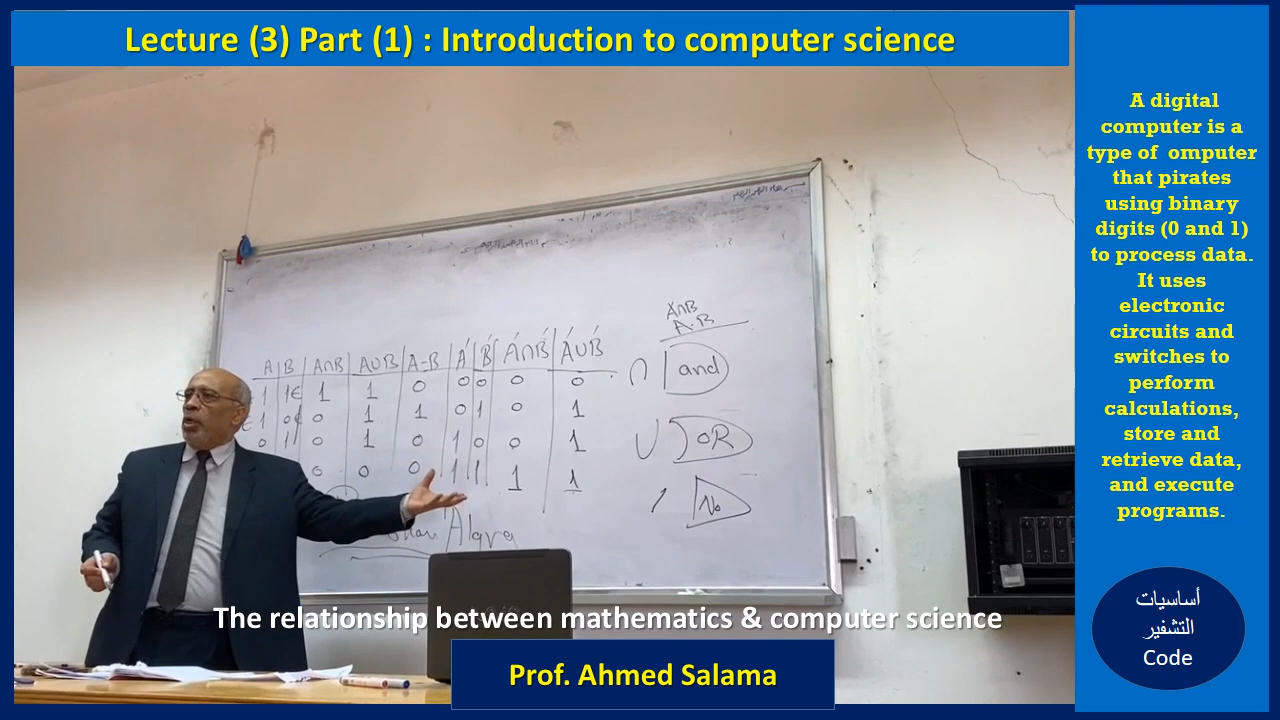 Lecture (3) Part (1) : Introduction to computer science
A digital
computer is a
type of omputer
that pirates
using binary
digits (0 and 1)
to process data.
It uses
electronic
circuits and
switches to
perform
calculations,
store and
retrieve data,
and execute
programs.
أساسيات
التشفير
Code
A∩B
A.B
A B A∩B A∪B A-B A' B' A'∩B' A'∪B'
1 1 1 1 0 0 0 0 0
1 0 0 1 1 0 1 0 1
0 1 0 1 0 1 0 0 1
0 0 0 1 1 1 1
∩ and
∪ OR
The relationship between mathematics & computer science
Prof. Ahmed Salama